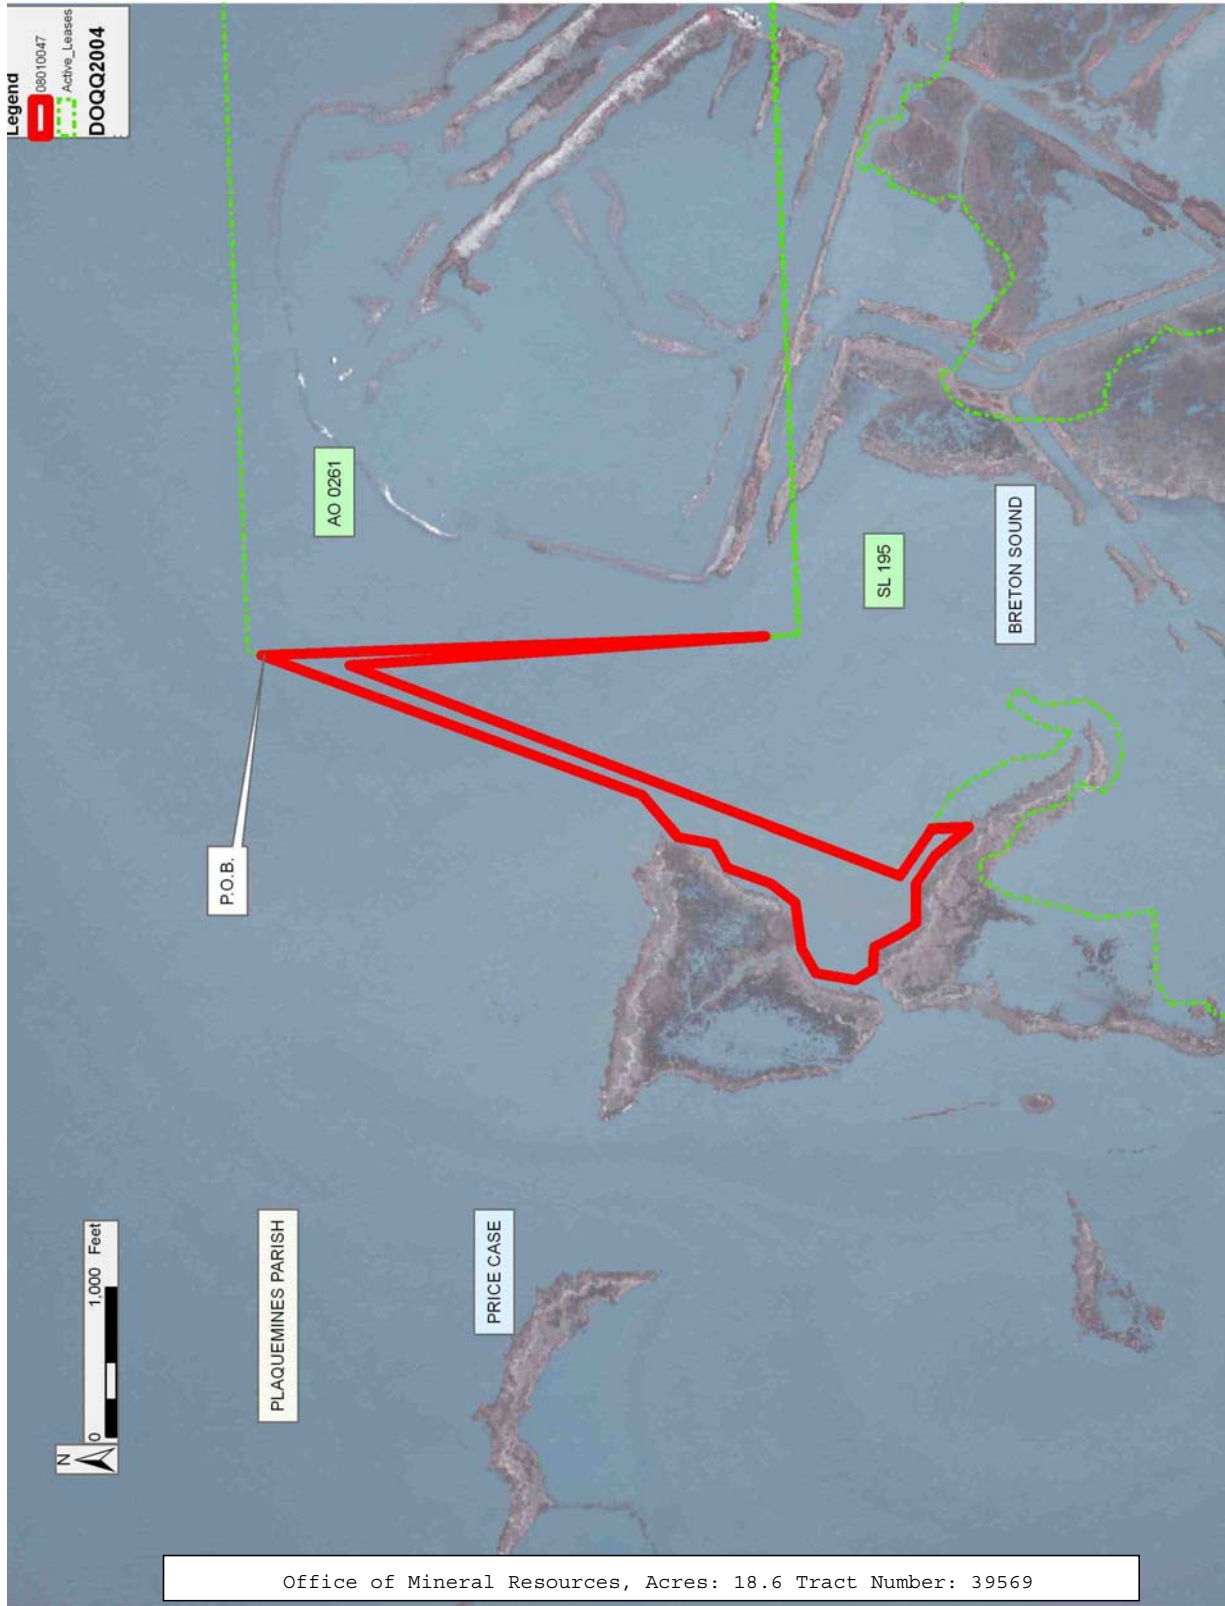 Legend
08010047
Active_Leases
DOQQ2004
N
0 1,000 Feet
PLAQUEMINES PARISH
P.O.B.
AO 0261
PRICE CASE
SL 195
BRETON SOUND
Office of Mineral Resources, Acres: 18.6 Tract Number: 39569